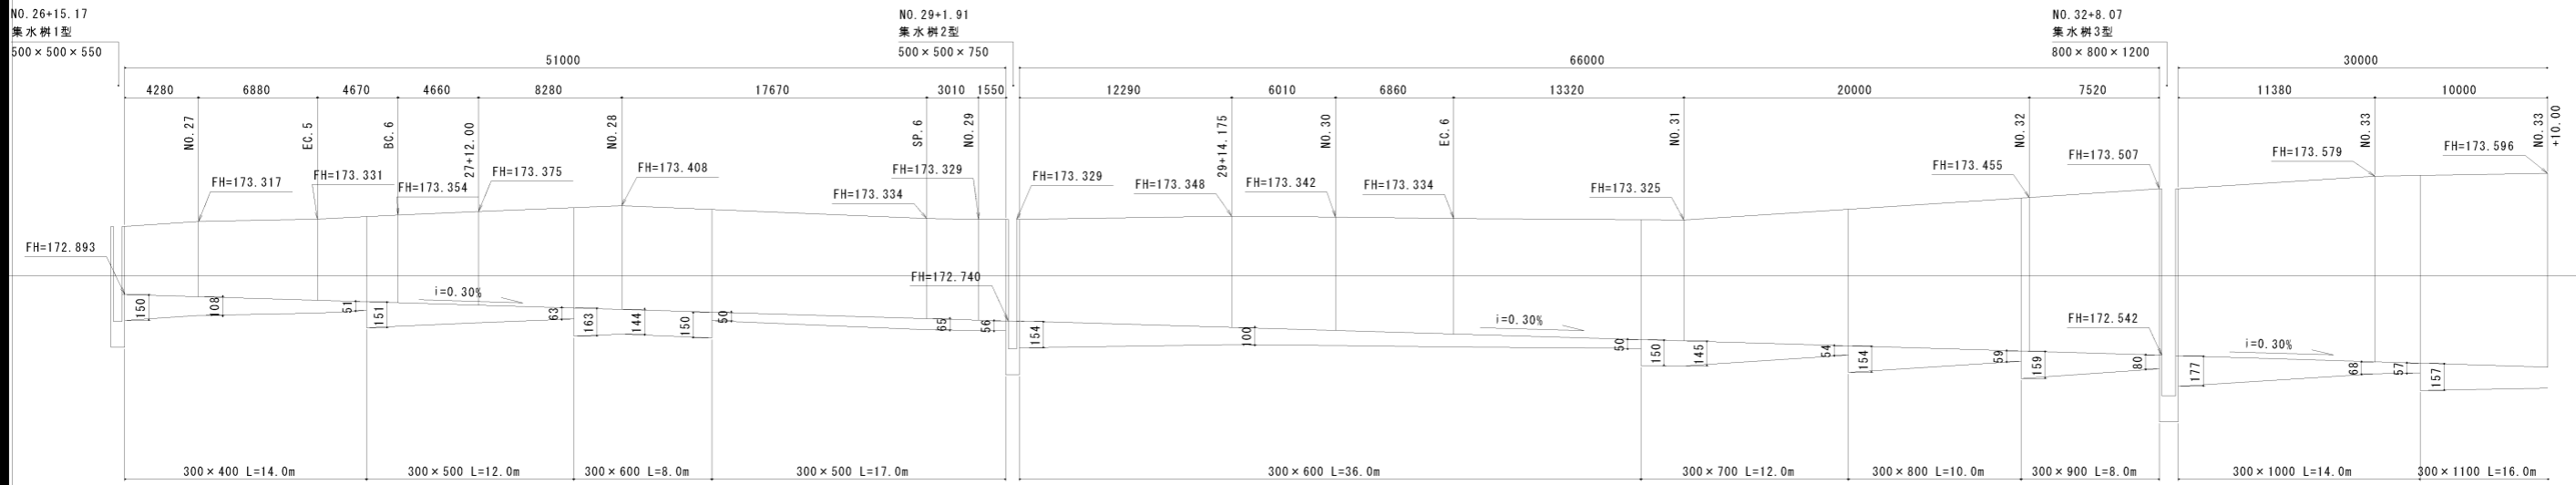 NO.26+15.17
集水桝1型
500×500×550
NO.29+1.91
集水桝2型
500×500×750
NO.32+8.07
集水桝3型
800×800×1200
51000
66000
30000
4280
6880
4670
4660
8280
17670
3010
1550
12290
6010
6860
13320
20000
7520
11380
10000
NO.27
EC.5
BC.6
27+12.00
NO.28
SP.6
NO.29
29+14.175
NO.30
EC.6
NO.31
NO.32
NO.33
NO.33
+10.00
FH=173.317
FH=173.331
FH=173.354
FH=173.375
FH=173.408
FH=173.334
FH=173.329
FH=173.329
FH=173.348
FH=173.342
FH=173.334
FH=173.325
FH=173.455
FH=173.507
FH=173.579
FH=173.596
FH=172.893
FH=172.740
FH=172.542
i=0.30%
i=0.30%
i=0.30%
150
108
51
151
63
163
144
150
50
65
56
154
100
50
150
145
54
154
59
159
80
177
68
57
157
300×400 L=14.0m
300×500 L=12.0m
300×600 L=8.0m
300×500 L=17.0m
300×600 L=36.0m
300×700 L=12.0m
300×800 L=10.0m
300×900 L=8.0m
300×1000 L=14.0m
300×1100 L=16.0m